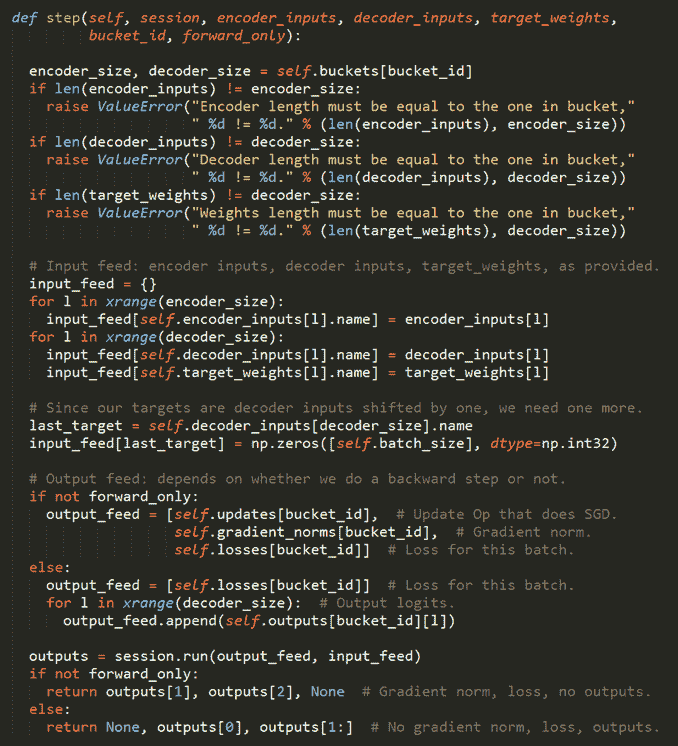 def step(self, session, encoder_inputs, decoder_inputs, target_weights,
         bucket_id, forward_only):

  encoder_size, decoder_size = self.buckets[bucket_id]
  if len(encoder_inputs) != encoder_size:
    raise ValueError("Encoder length must be equal to the one in bucket,"
                     " %d != %d." % (len(encoder_inputs), encoder_size))
  if len(decoder_inputs) != decoder_size:
    raise ValueError("Decoder length must be equal to the one in bucket,"
                     " %d != %d." % (len(decoder_inputs), decoder_size))
  if len(target_weights) != decoder_size:
    raise ValueError("Weights length must be equal to the one in bucket,"
                     " %d != %d." % (len(target_weights), decoder_size))

  # Input feed: encoder inputs, decoder inputs, target_weights, as provided.
  input_feed = {}
  for l in xrange(encoder_size):
    input_feed[self.encoder_inputs[l].name] = encoder_inputs[l]
  for l in xrange(decoder_size):
    input_feed[self.decoder_inputs[l].name] = decoder_inputs[l]
    input_feed[self.target_weights[l].name] = target_weights[l]

  # Since our targets are decoder inputs shifted by one, we need one more.
  last_target = self.decoder_inputs[decoder_size].name
  input_feed[last_target] = np.zeros([self.batch_size], dtype=np.int32)

  # Output feed: depends on whether we do a backward step or not.
  if not forward_only:
    output_feed = [self.updates[bucket_id],  # Update Op that does SGD.
                   self.gradient_norms[bucket_id],  # Gradient norm.
                   self.losses[bucket_id]]  # Loss for this batch.
  else:
    output_feed = [self.losses[bucket_id]]  # Loss for this batch.
    for l in xrange(decoder_size):  # Output logits.
      output_feed.append(self.outputs[bucket_id][l])

  outputs = session.run(output_feed, input_feed)
  if not forward_only:
    return outputs[1], outputs[2], None  # Gradient norm, loss, no outputs.
  else:
    return None, outputs[0], outputs[1:]  # No gradient norm, loss, outputs.